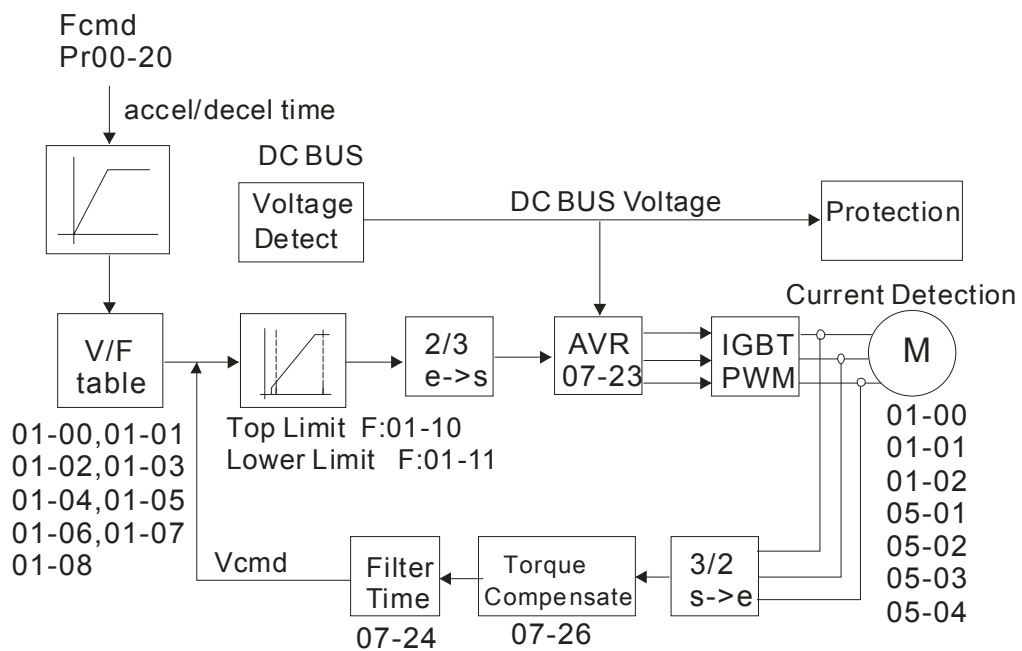 Fcmd
Pr00-20
accel/decel time
DC BUS
Voltage
Detect
DC BUS Voltage
Protection
Current Detection
V/F
table
2/3
e->s
AVR
07-23
IGBT
PWM
M
01-00,01-01
01-02,01-03
01-04,01-05
01-06,01-07
01-08
Top Limit F:01-10
Lower Limit F:01-11
01-00
01-01
01-02
05-01
05-02
05-03
05-04
Vcmd
Filter
Time
07-24
Torque
Compensate
07-26
3/2
s->e